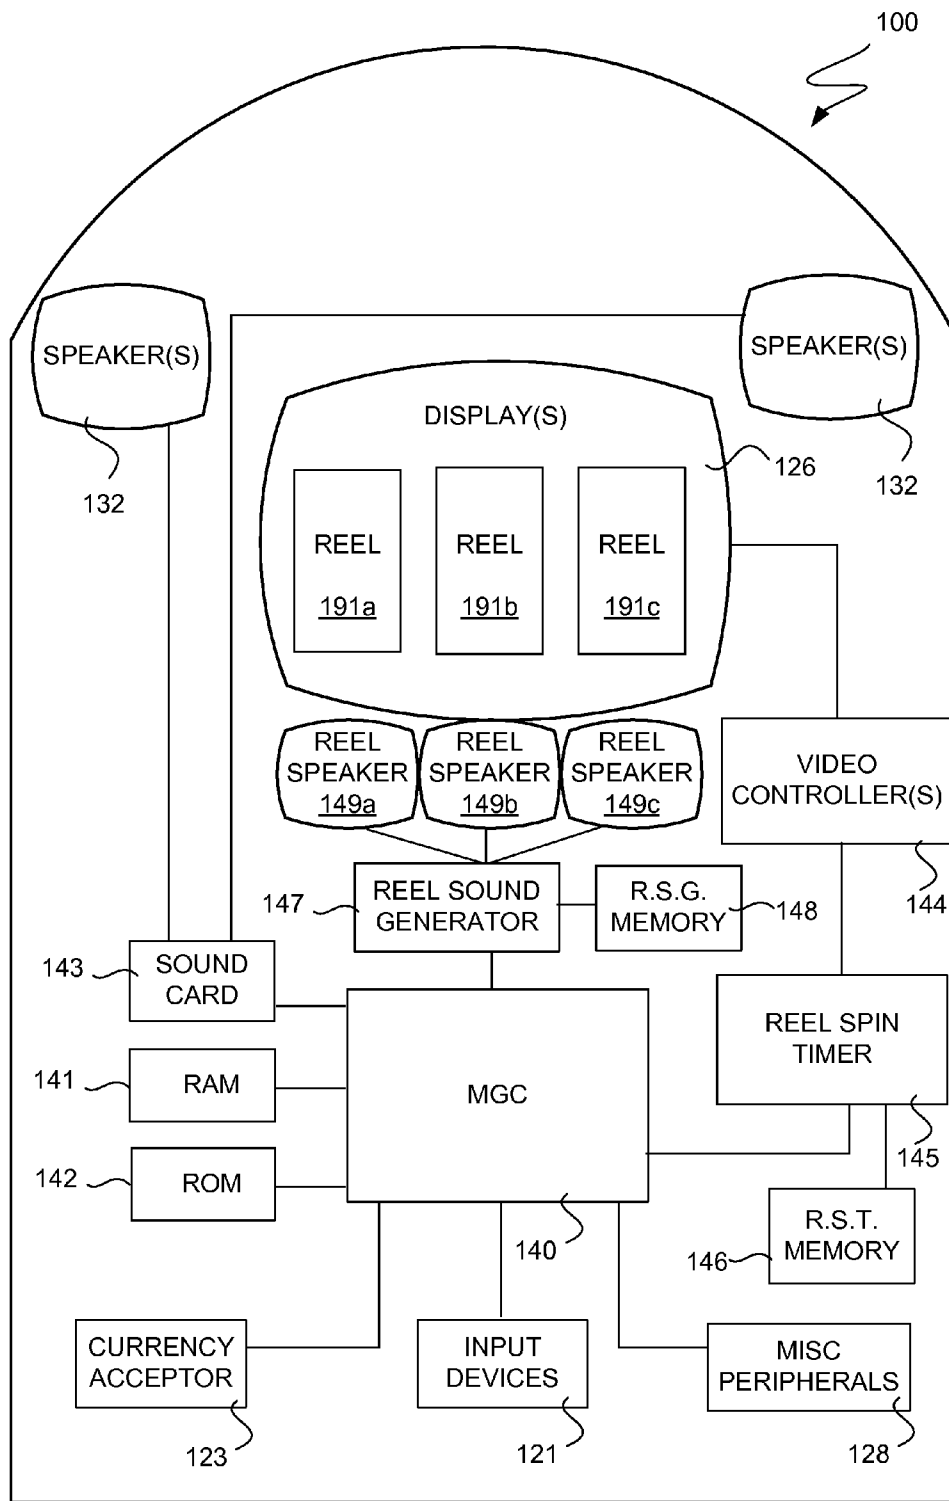 100
SPEAKER(S)
132
SPEAKER(S)
132
DISPLAY(S)
126
REEL
191a
REEL
191b
REEL
191c
REEL
SPEAKER
149a
REEL
SPEAKER
149b
REEL
SPEAKER
149c
VIDEO
CONTROLLER(S)
144
147
REEL SOUND
GENERATOR
R.S.G.
MEMORY
148
143
SOUND
CARD
141
RAM
142
ROM
MGC
140
REEL SPIN
TIMER
145
R.S.T.
MEMORY
146
CURRENCY
ACCEPTOR
123
INPUT
DEVICES
121
MISC
PERIPHERALS
128